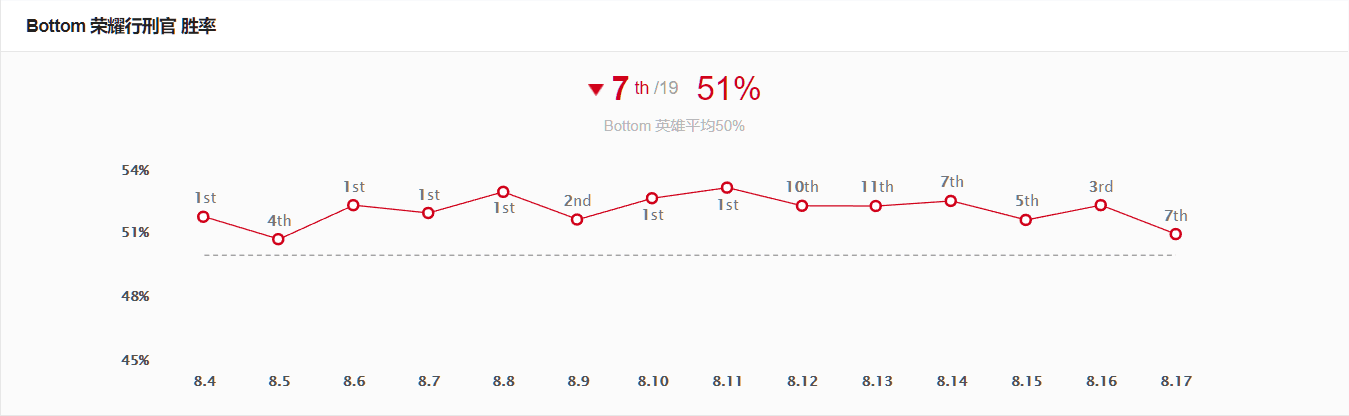 Bottom 荣耀行刑官 胜率
7 th /19 51%
Bottom 英雄平均50%
54%
51%
48%
45%
1st
4th
1st
1st
1st
2nd
1st
1st
10th
11th
7th
5th
3rd
7th
8.4 8.5 8.6 8.7 8.8 8.9 8.10 8.11 8.12 8.13 8.14 8.15 8.16 8.17